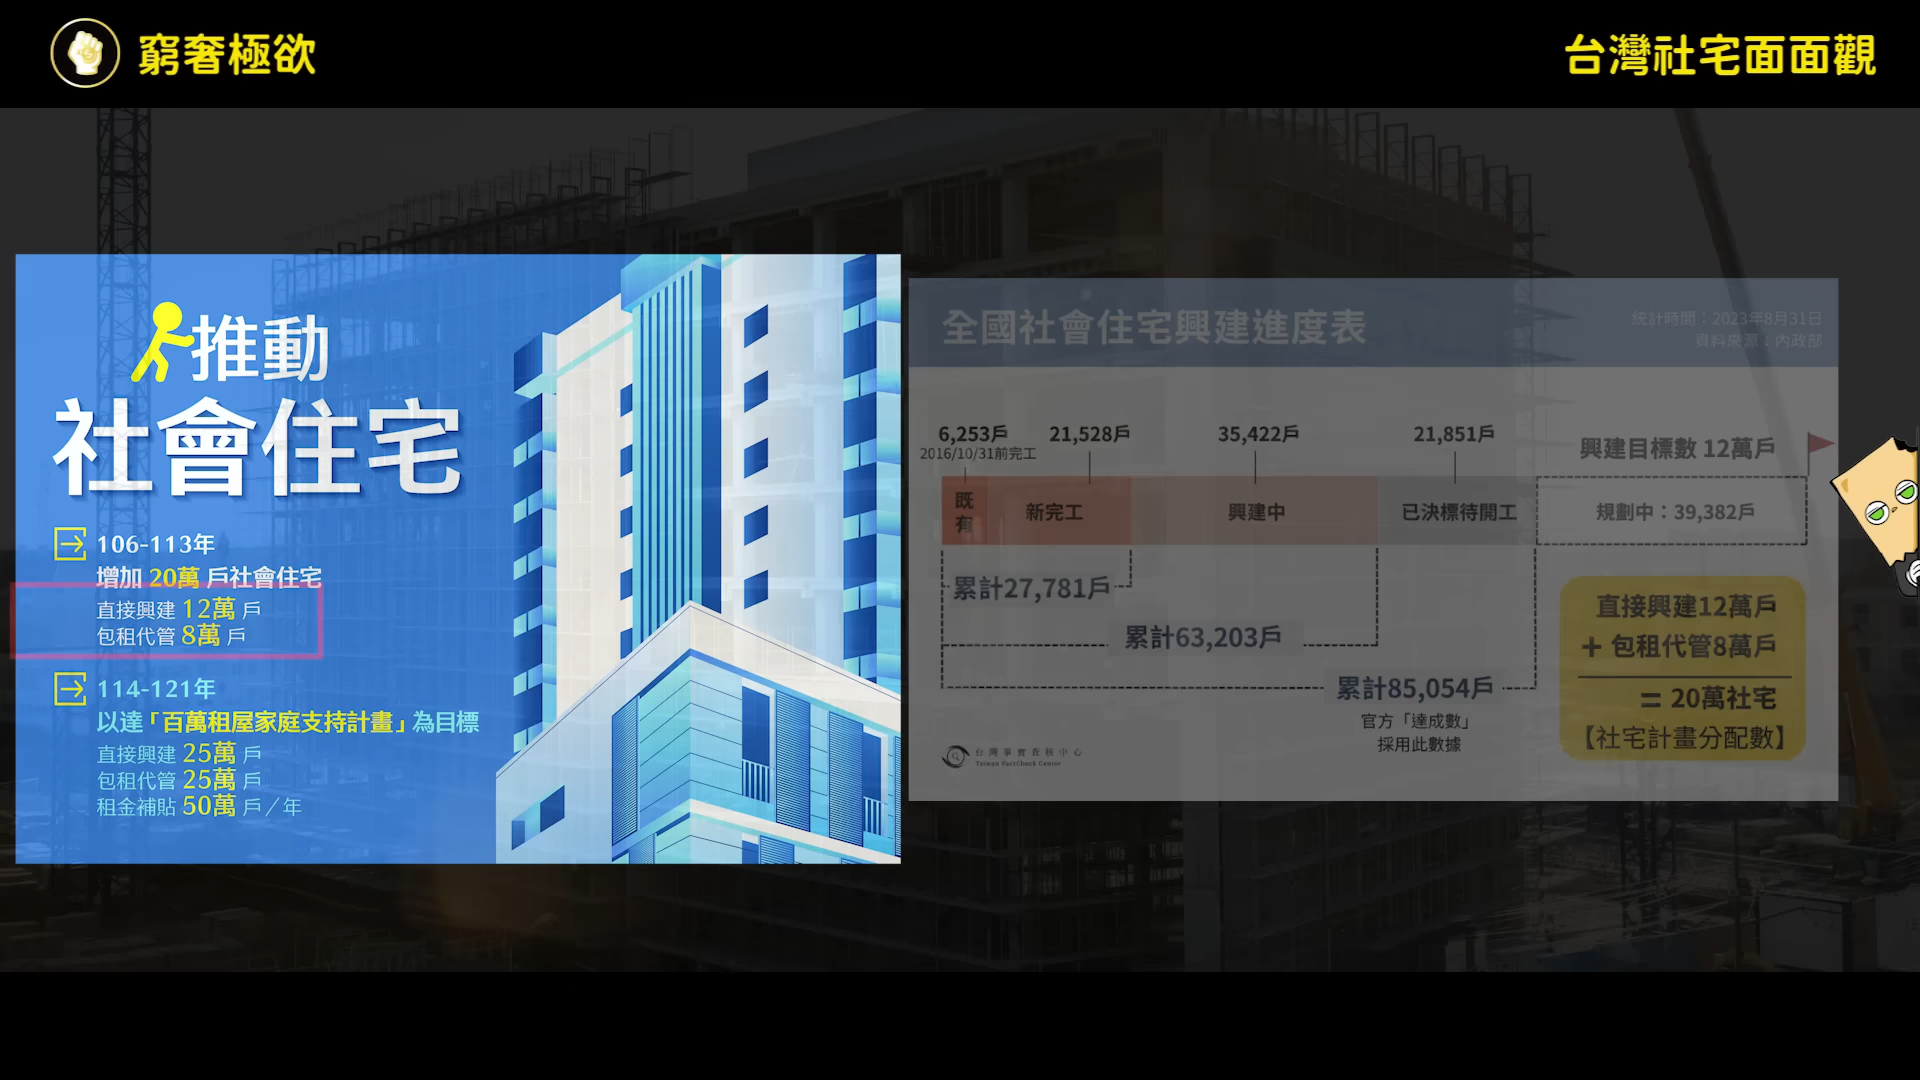 窮奢極欲
台灣社宅面面觀
推動
社會住宅
106-113年
增加 20萬 戶社會住宅
直接興建 12萬 戶
包租代管 8萬 戶
114-121年
以達「百萬租屋家庭支持計畫」為目標
直接興建 25萬 戶
包租代管 25萬 戶
租金補貼 50萬 戶／年
全國社會住宅興建進度表
統計時間：2023年8月31日
資料來源：內政部
6,253戶
2016/10/31前完工
21,528戶
35,422戶
21,851戶
興建目標數 12萬戶
既有
新完工
興建中
已決標待開工
規劃中：39,382戶
累計27,781戶
累計63,203戶
累計85,054戶
官方「達成數」
採用此數據
直接興建12萬戶
＋ 包租代管8萬戶
＝ 20萬社宅
【社宅計畫分配數】
台灣事實查核中心
Taiwan FactCheck Center